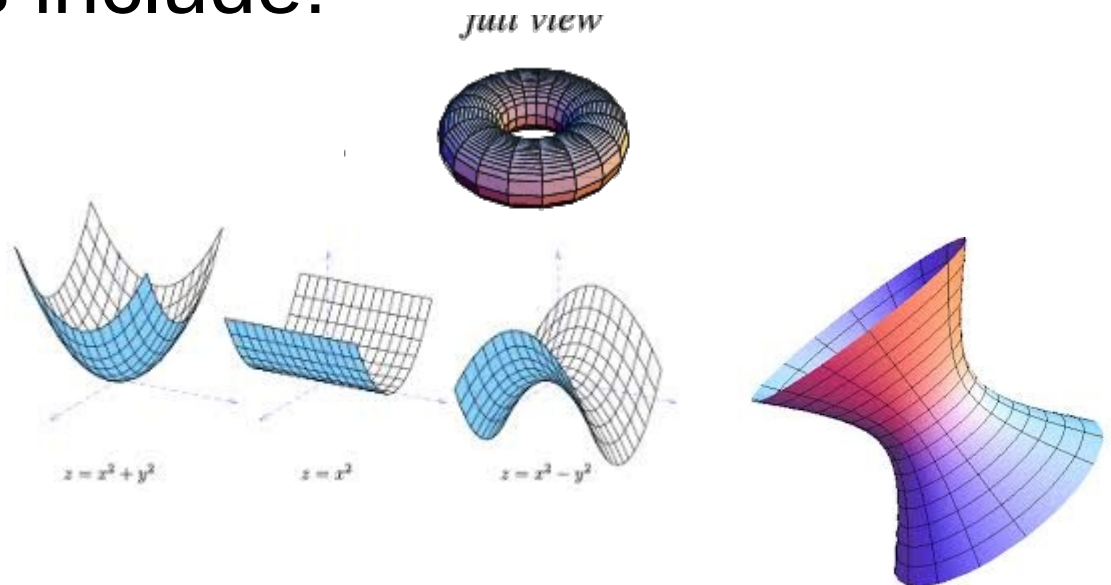 s include:
full view
z = x² + y²
z = x²
z = x² − y²